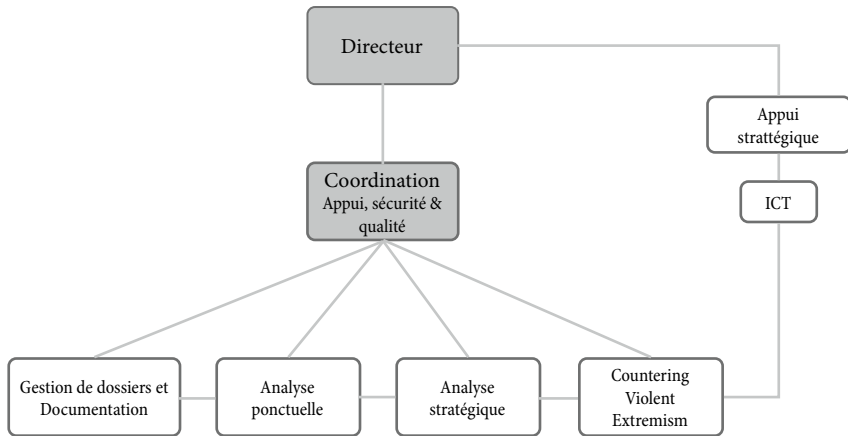 Directeur
Appui
strattégique
Coordination
Appui, sécurité &
qualité
ICT
Gestion de dossiers et
Documentation
Analyse
ponctuelle
Analyse
stratégique
Countering
Violent
Extremism